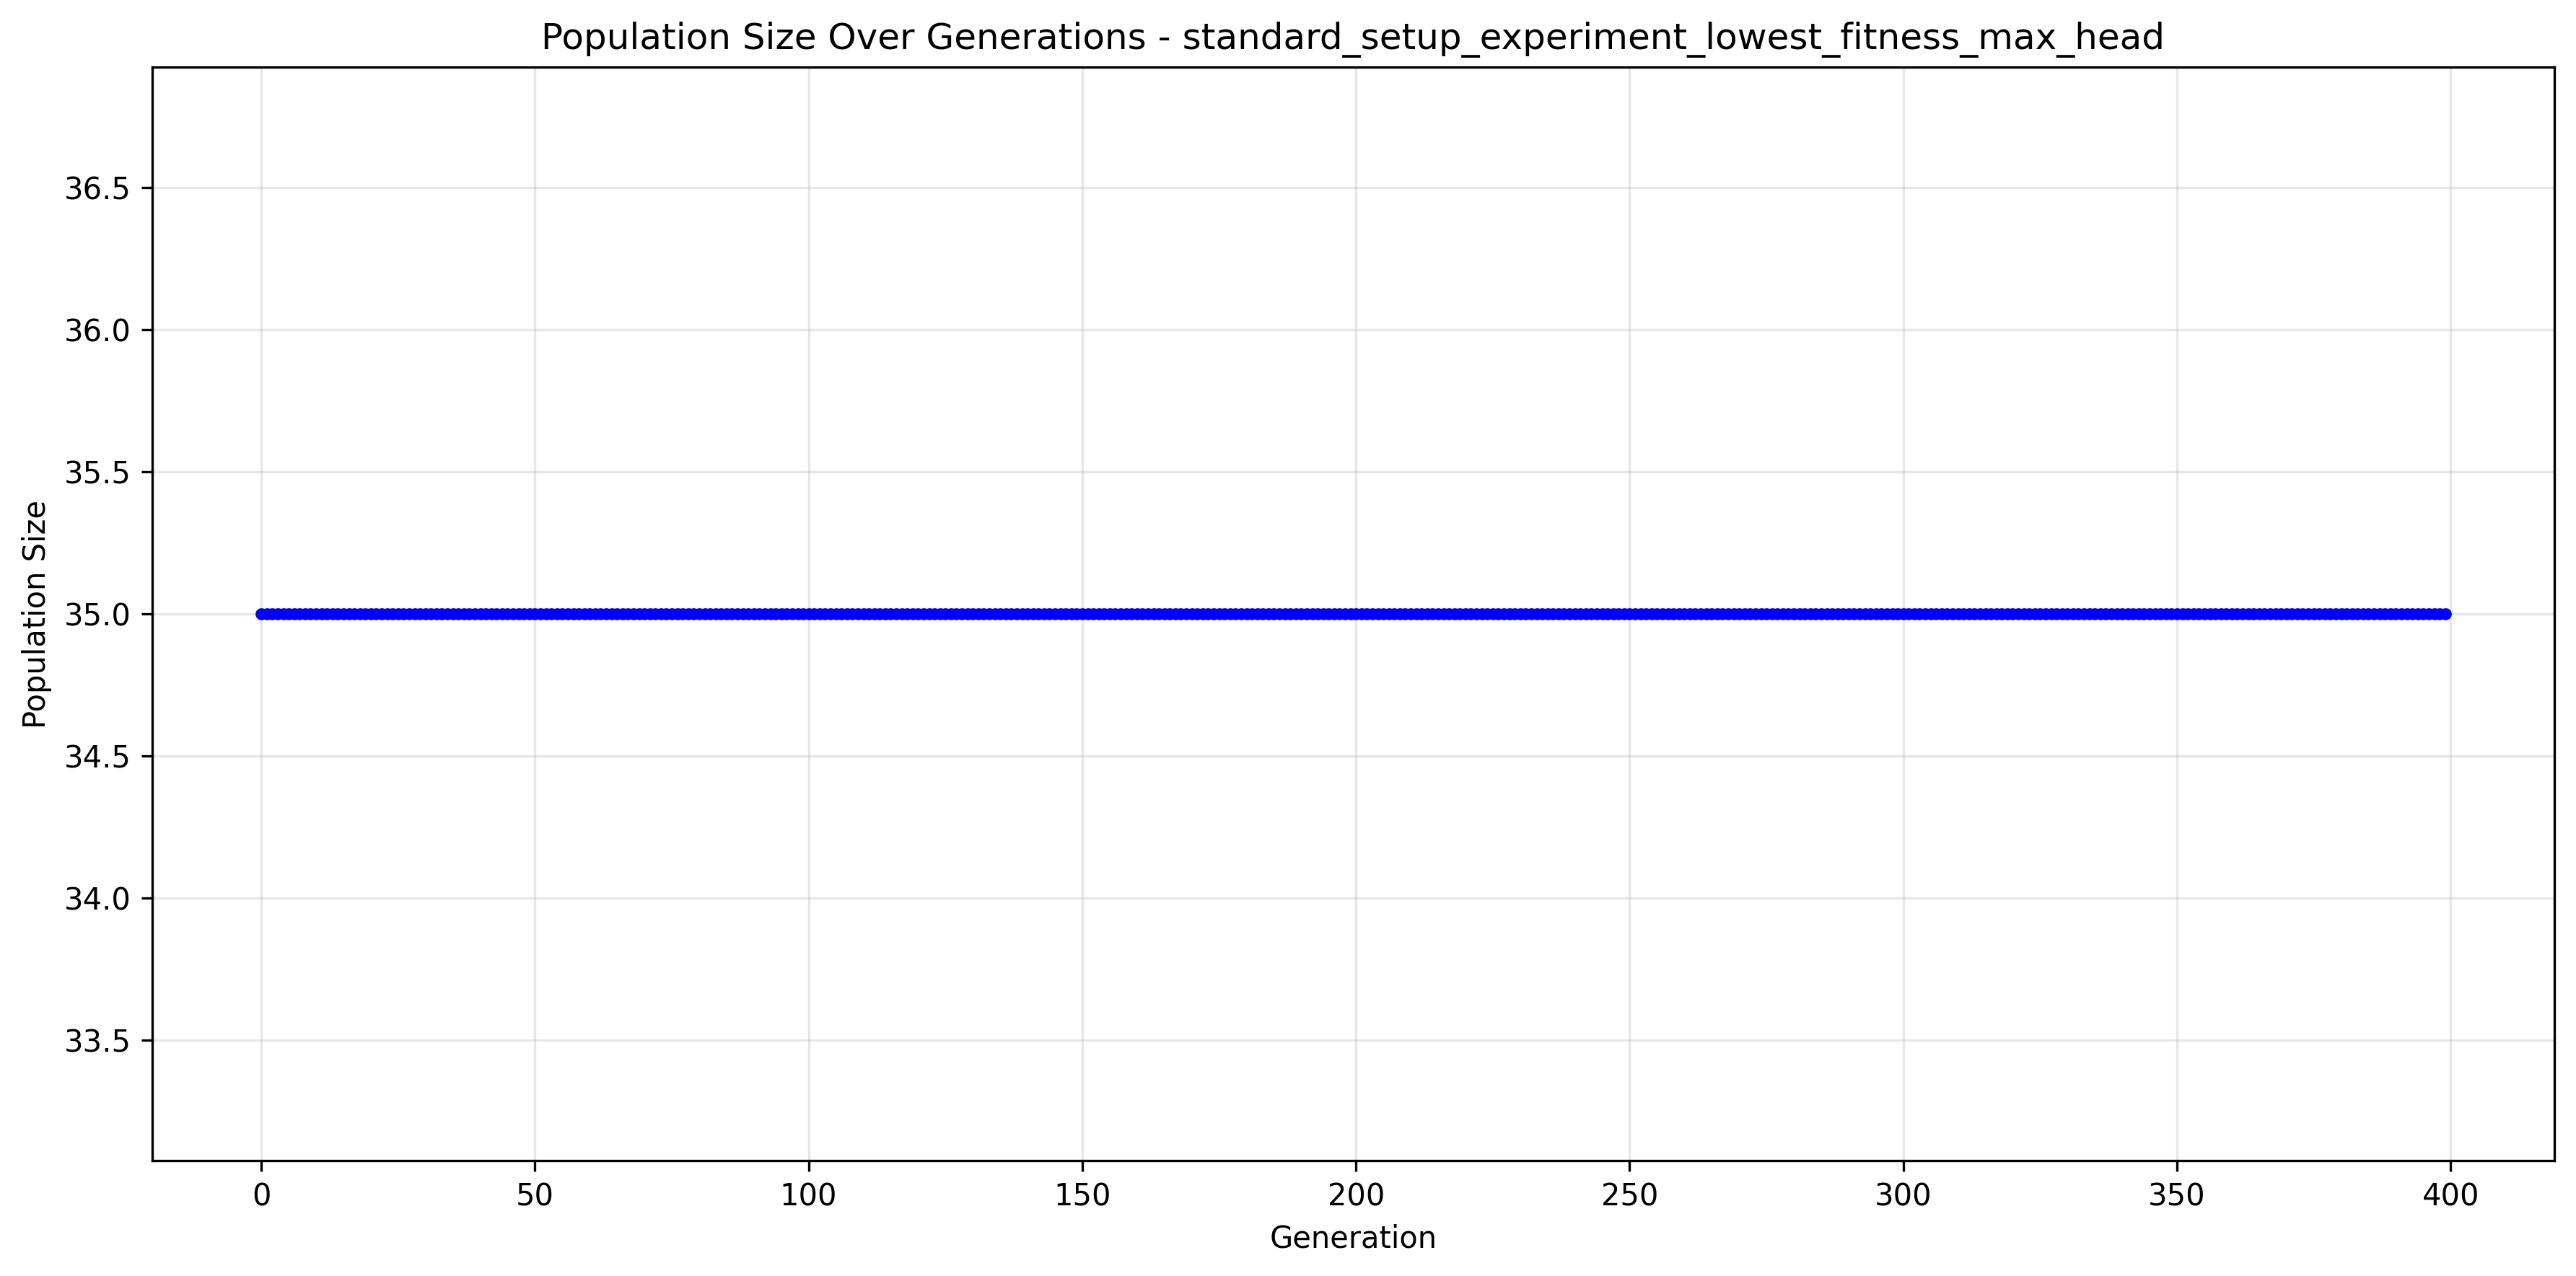 Population Size Over Generations - standard_setup_experiment_lowest_fitness_max_head
Population Size
36.5
36.0
35.5
35.0
34.5
34.0
33.5
0 50 100 150 200 250 300 350 400
Generation